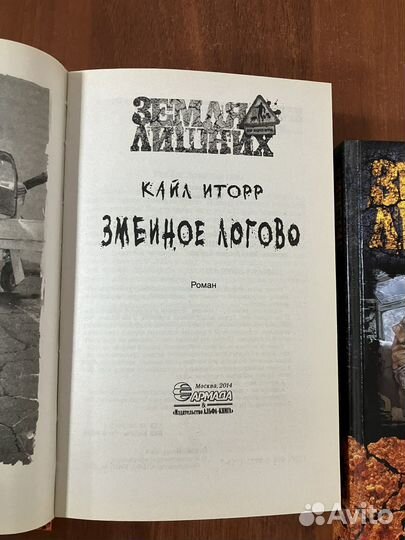 ЗЕМЛЯ
ЛИШНИХ
КАЙЛ ИТОРР
ЗМЕИНОЕ ЛОГОВО
Роман
Москва, 2014
АРМАДА
&
«Издательство АЛЬФА-КНИГА»
Avito